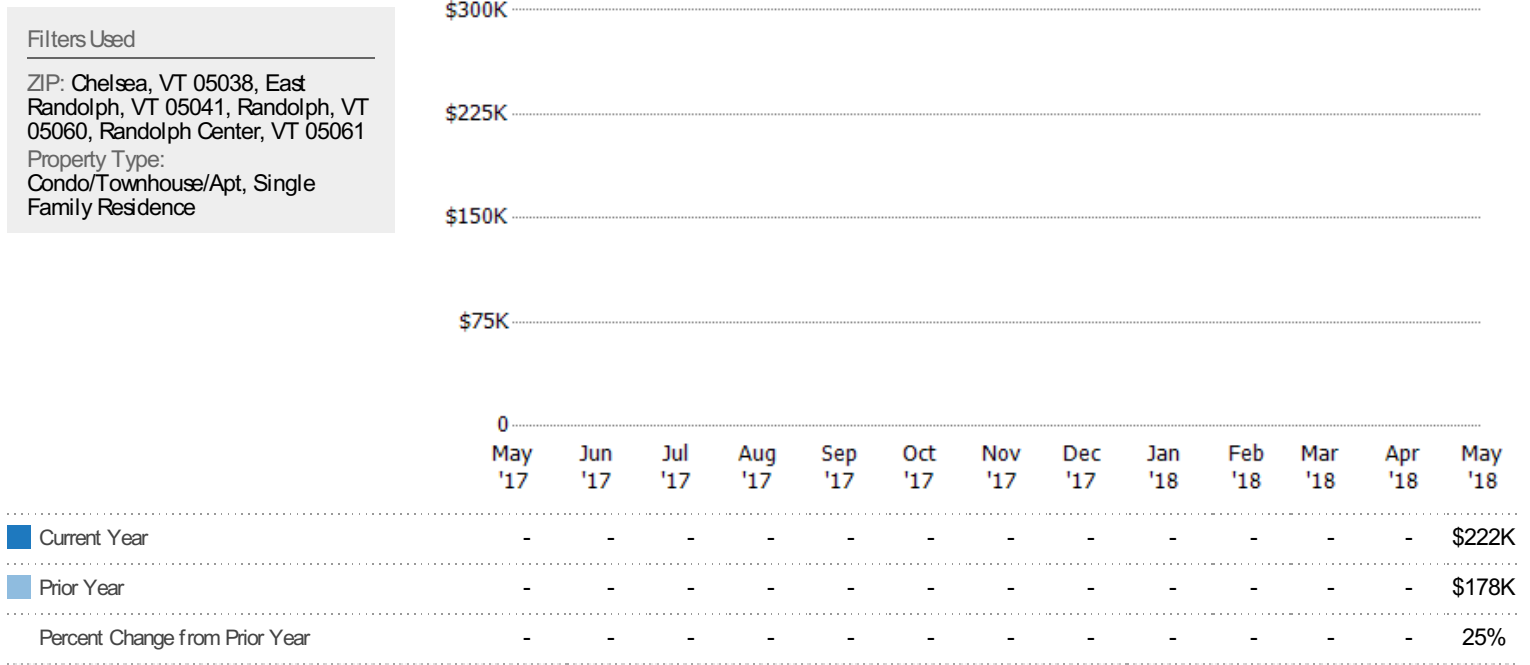 Filters Used
ZIP: Chelsea, VT 05038, East
Randolph, VT 05041, Randolph, VT
05060, Randolph Center, VT 05061
Property Type:
Condo/Townhouse/Apt, Single
Family Residence
$300K
$225K
$150K
$75K
0
May '17 Jun '17 Jul '17 Aug '17 Sep '17 Oct '17 Nov '17 Dec '17 Jan '18 Feb '18 Mar '18 Apr '18 May '18
Current Year - - - - - - - - - - - - $222K
Prior Year - - - - - - - - - - - - $178K
Percent Change from Prior Year - - - - - - - - - - - - 25%